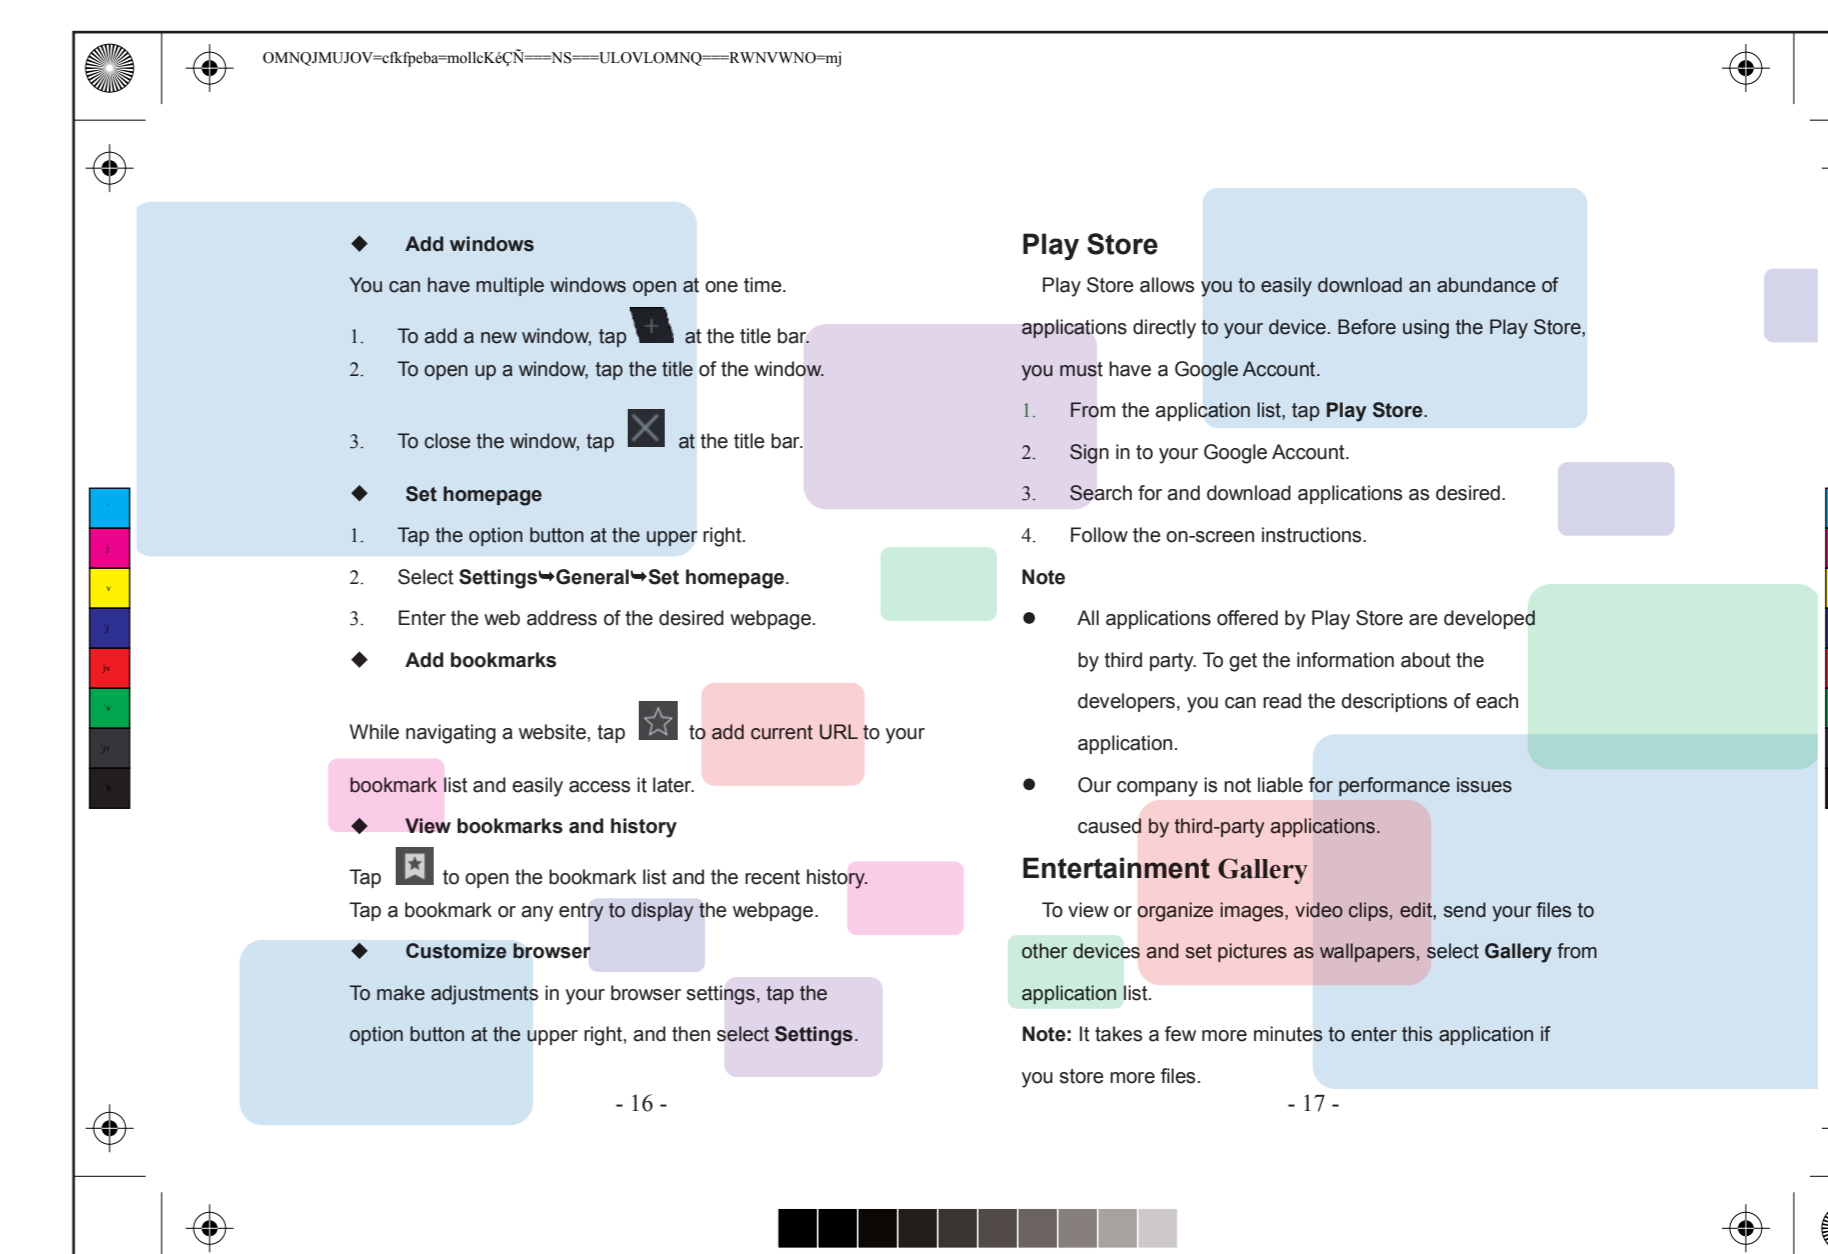 OMNQJMUJOV=cfkfpeba=mollcKéÇÑ===NS===ULOVLOMNQ===RWNVWNO=mj
◆ Add windows
You can have multiple windows open at one time.
1. To add a new window, tap at the title bar.
2. To open up a window, tap the title of the window.
3. To close the window, tap at the title bar.
◆ Set homepage
1. Tap the option button at the upper right.
2. Select Settings➥General➥Set homepage.
3. Enter the web address of the desired webpage.
◆ Add bookmarks
While navigating a website, tap to add current URL to your
bookmark list and easily access it later.
◆ View bookmarks and history
Tap to open the bookmark list and the recent history.
Tap a bookmark or any entry to display the webpage.
◆ Customize browser
To make adjustments in your browser settings, tap the
option button at the upper right, and then select Settings.
- 16 -
Play Store
Play Store allows you to easily download an abundance of
applications directly to your device. Before using the Play Store,
you must have a Google Account.
1. From the application list, tap Play Store.
2. Sign in to your Google Account.
3. Search for and download applications as desired.
4. Follow the on-screen instructions.
Note
● All applications offered by Play Store are developed
by third party. To get the information about the
developers, you can read the descriptions of each
application.
● Our company is not liable for performance issues
caused by third-party applications.
Entertainment Gallery
To view or organize images, video clips, edit, send your files to
other devices and set pictures as wallpapers, select Gallery from
application list.
Note: It takes a few more minutes to enter this application if
you store more files.
- 17 -